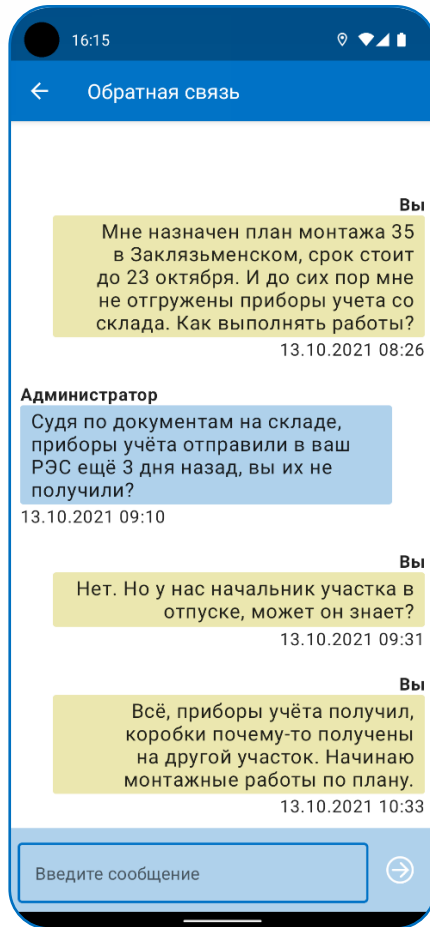 16:15
Обратная связь
Вы
Мне назначен план монтажа 35
в Заклязьменском, срок стоит
до 23 октября. И до сих пор мне
не отгружены приборы учета со
склада. Как выполнять работы?
13.10.2021 08:26
Администратор
Судя по документам на складе,
приборы учёта отправили в ваш
РЭС ещё 3 дня назад, вы их не
получили?
13.10.2021 09:10
Вы
Нет. Но у нас начальник участка в
отпуске, может он знает?
13.10.2021 09:31
Вы
Всё, приборы учёта получил,
коробки почему-то получены
на другой участок. Начинаю
монтажные работы по плану.
13.10.2021 10:33
Введите сообщение